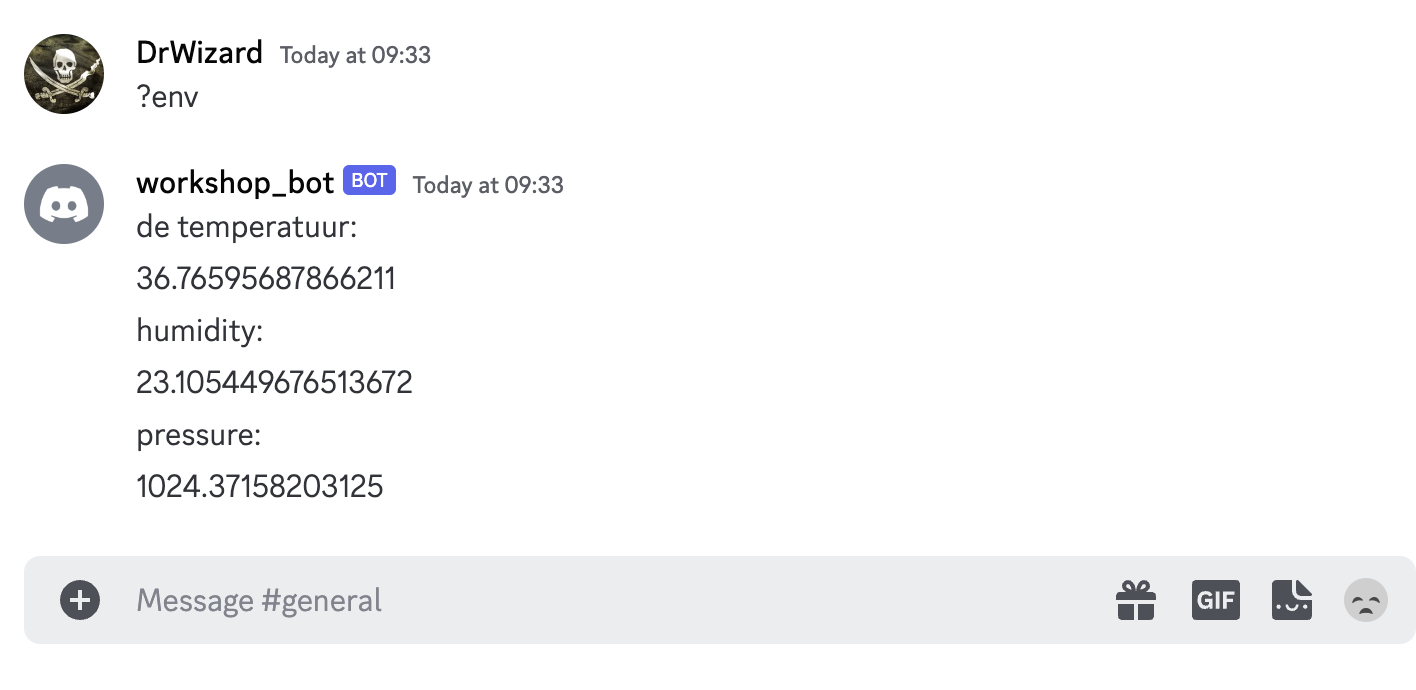 DrWizard Today at 09:33
?env
workshop_bot BOT Today at 09:33
de temperatuur:
36.76595687866211
humidity:
23.105449676513672
pressure:
1024.37158203125
Message #general GIF